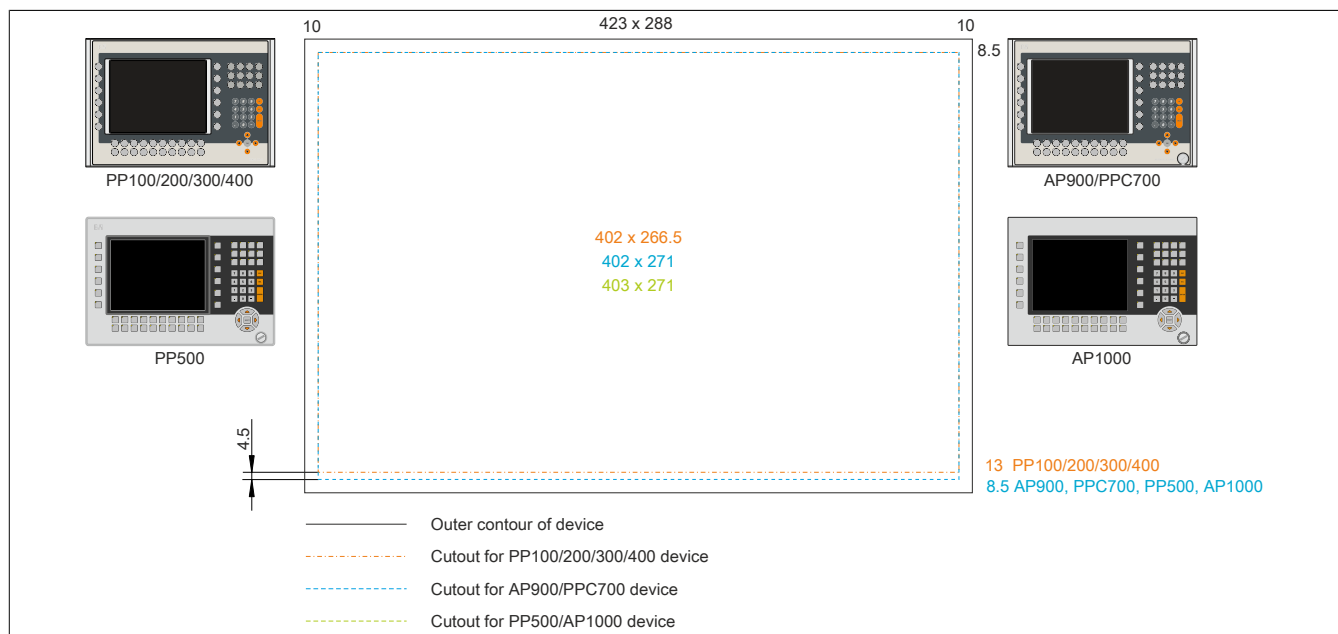 10
423 x 288
10
8.5
PP100/200/300/400
AP900/PPC700
402 x 266.5
402 x 271
403 x 271
PP500
AP1000
4.5
13 PP100/200/300/400
8.5 AP900, PPC700, PP500, AP1000
Outer contour of device
Cutout for PP100/200/300/400 device
Cutout for AP900/PPC700 device
Cutout for PP500/AP1000 device